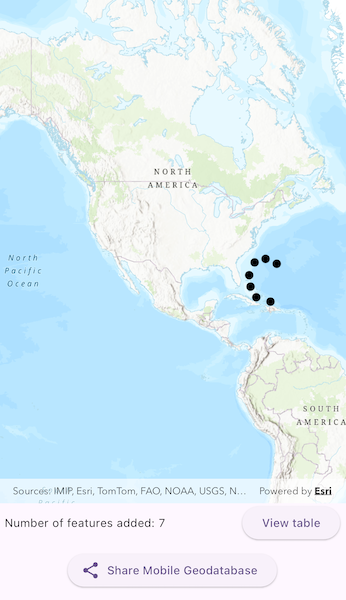 NORTH
AMERICA
North
Pacific
Ocean
SOUTH
AMERICA
Sources: IMIP, Esri, TomTom, FAO, NOAA, USGS, N... Powered by Esri
Number of features added: 7
View table
Share Mobile Geodatabase